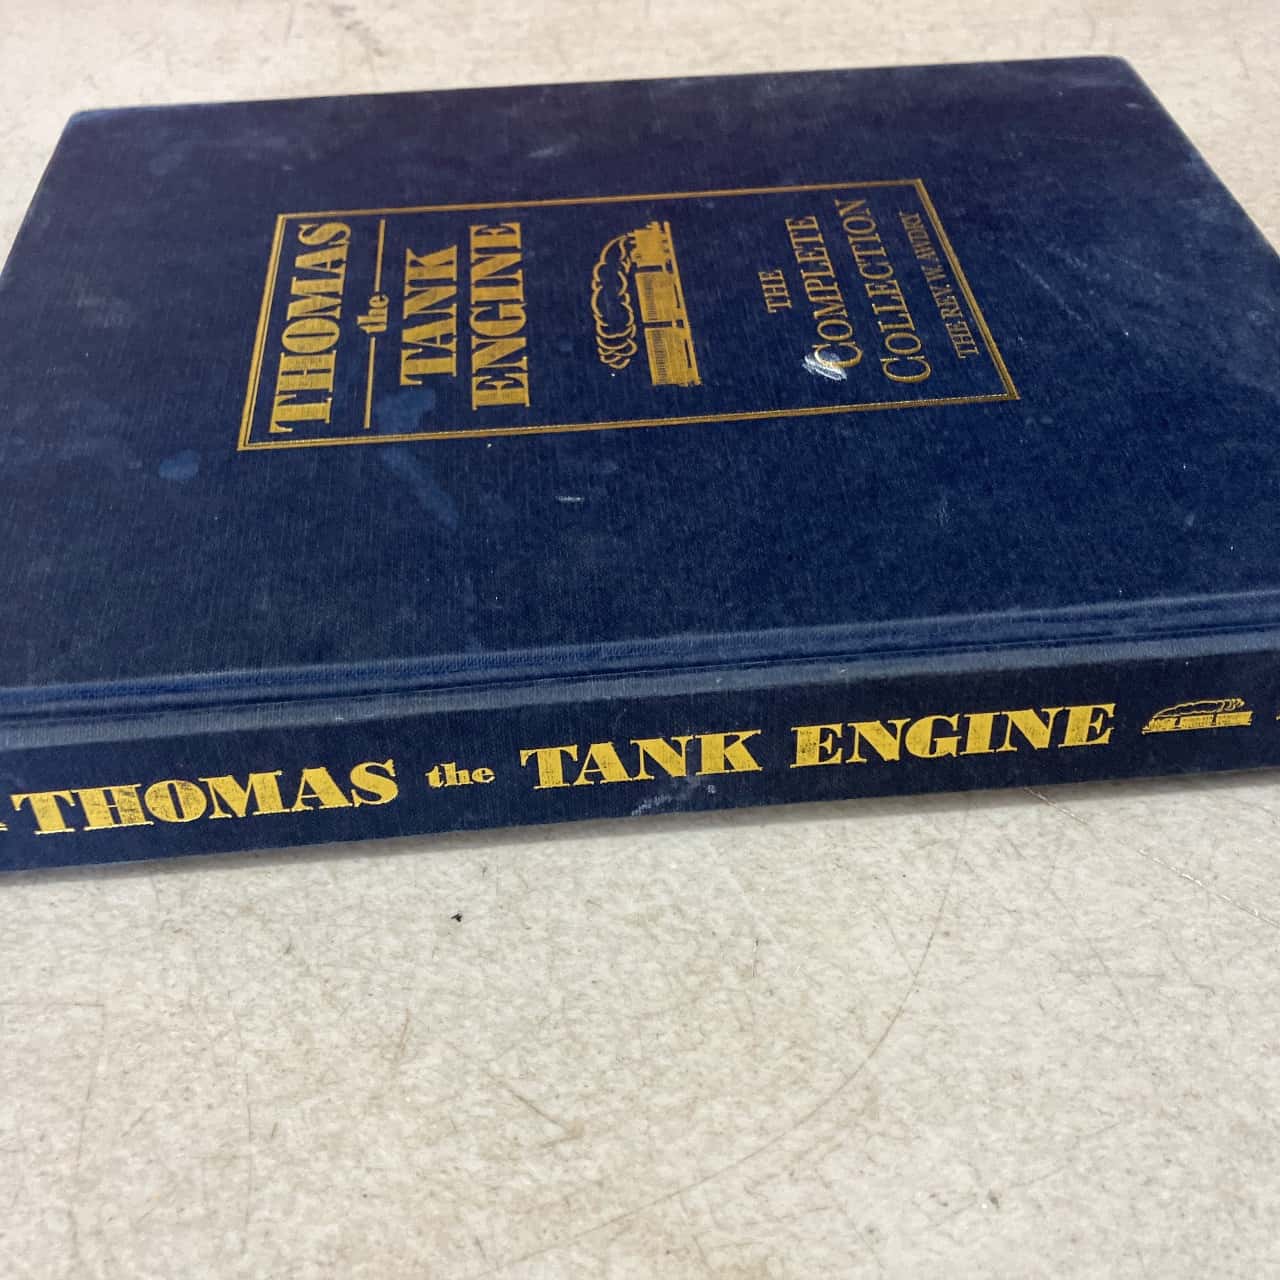 THOMAS
the
TANK
ENGINE
THE
COMPLETE
COLLECTION
THE REV. W. AWDRY
THOMAS the TANK ENGINE